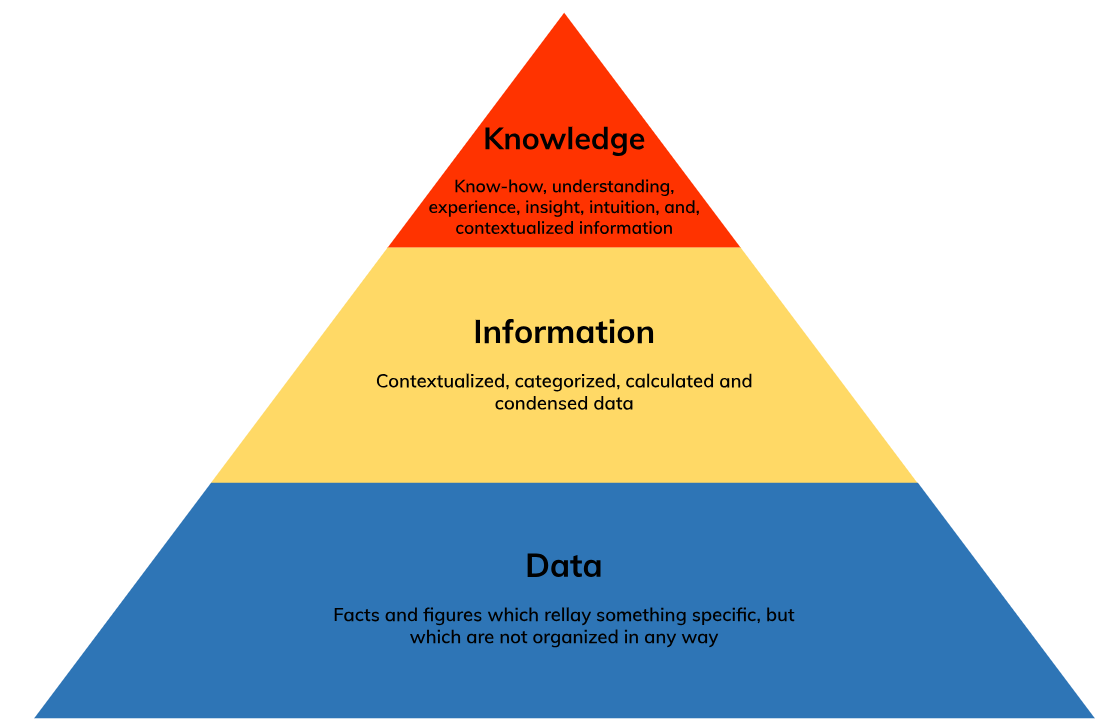 Knowledge
Know-how, understanding,
experience, insight, intuition, and,
contextualized information
Information
Contextualized, categorized, calculated and
condensed data
Data
Facts and figures which rellay something specific, but
which are not organized in any way